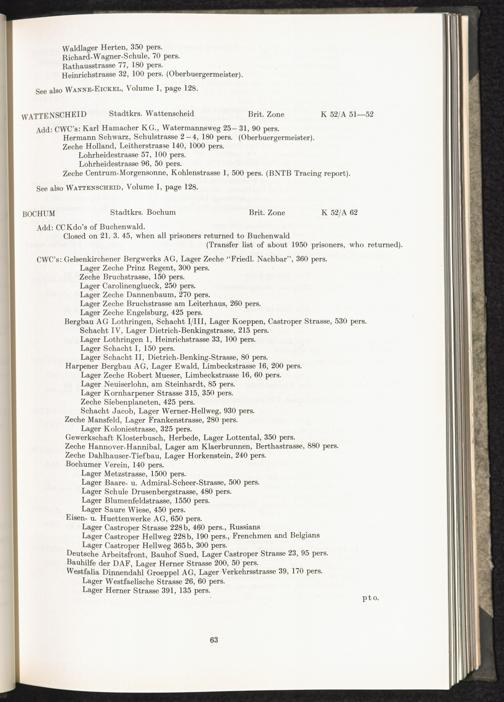 Waldlager Herten, 350 pers.
Richard-Wagner-Schule, 70 pers.
Rathausstrasse 77, 180 pers.
Heinrichstrasse 32, 100 pers. (Oberbuergermeister).
See also WANNE-EICKEL, Volume I, page 128.
WATTENSCHEID Stadtkrs. Wattenscheid Brit. Zone K 52/A 51—52
Add: CWC's: Karl Hamacher KG., Watermannsweg 25–31, 90 pers.
Hermann Schwarz, Schulstrasse 2–4, 180 pers. (Oberbuergermeister).
Zeche Holland, Leitherstrasse 140, 1000 pers.
Lohrheidestrasse 57, 100 pers.
Lohrheidestrasse 96, 50 pers.
Zeche Centrum-Morgensonne, Kohlenstrasse 1, 500 pers. (BNTB Tracing report).
See also WATTENSCHEID, Volume I, page 128.
BOCHUM Stadtkrs. Bochum Brit. Zone K 52/A 62
Add: CCKdo's of Buchenwald.
Closed on 21. 3. 45, when all prisoners returned to Buchenwald
(Transfer list of about 1950 prisoners, who returned).
CWC's: Gelsenkirchener Bergwerks AG, Lager Zeche "Friedl. Nachbar", 360 pers.
Lager Zeche Prinz Regent, 300 pers.
Zeche Bruchstrasse, 150 pers.
Lager Carolinenglueck, 250 pers.
Lager Zeche Dannenbaum, 270 pers.
Lager Zeche Bruchstrasse am Leiterhaus, 260 pers.
Lager Zeche Engelsburg, 425 pers.
Bergbau AG Lothringen, Schacht I/III, Lager Koeppen, Castroper Strasse, 530 pers.
Schacht IV, Lager Dietrich-Benkingstrasse, 215 pers.
Lager Lothringen 1, Heinrichstrasse 33, 100 pers.
Lager Schacht I, 150 pers.
Lager Schacht II, Dietrich-Benking-Strasse, 80 pers.
Harpener Bergbau AG, Lager Ewald, Limbeckstrasse 16, 200 pers.
Lager Zeche Robert Mueser, Limbeckstrasse 16, 60 pers.
Lager Neuiserlohn, am Steinhardt, 85 pers.
Lager Kornharpener Strasse 315, 350 pers.
Zeche Siebenplaneten, 425 pers.
Schacht Jacob, Lager Werner-Hellweg, 930 pers.
Zeche Mansfeld, Lager Frankenstrasse, 280 pers.
Lager Koloniestrasse, 325 pers.
Gewerkschaft Klosterbusch, Herbede, Lager Lottental, 350 pers.
Zeche Hannover-Hannibal, Lager am Klaerbrunnen, Berthastrasse, 880 pers.
Zeche Dahlhauser-Tiefbau, Lager Horkenstein, 240 pers.
Bochumer Verein, 140 pers.
Lager Metzstrasse, 1500 pers.
Lager Baare- u. Admiral-Scheer-Strasse, 500 pers.
Lager Schule Drusenbergstrasse, 480 pers.
Lager Blumenfeldstrasse, 1550 pers.
Lager Saure Wiese, 450 pers.
Eisen- u. Huettenwerke AG, 650 pers.
Lager Castroper Strasse 228b, 460 pers., Russians
Lager Castroper Hellweg 228b, 190 pers., Frenchmen and Belgians
Lager Castroper Hellweg 365b, 300 pers.
Deutsche Arbeitsfront, Bauhof Sued, Lager Castroper Strasse 23, 95 pers.
Bauhilfe der DAF, Lager Herner Strasse 200, 50 pers.
Westfalia Dinnendahl Groeppel AG, Lager Verkehrsstrasse 39, 170 pers.
Lager Westfaelische Strasse 26, 60 pers.
Lager Herner Strasse 391, 135 pers.
pto.
63